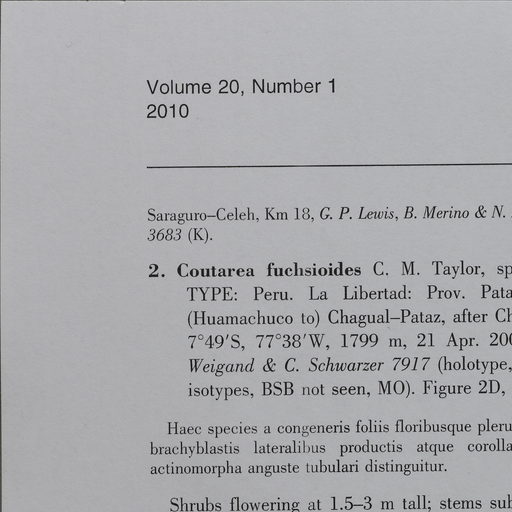 Volume 20, Number 1
2010
Saraguro–Celeh, Km 18, G. P. Lewis, B. Merino & N.
3683 (K).
2. Coutarea fuchsioides C. M. Taylor, sp
TYPE: Peru. La Libertad: Prov. Pata
(Huamachuco to) Chagual–Pataz, after Ch
7°49′S, 77°38′W, 1799 m, 21 Apr. 200
Weigand & C. Schwarzer 7917 (holotype,
isotypes, BSB not seen, MO). Figure 2D,
Haec species a congeneris foliis floribusque pleru
brachyblastis lateralibus productis atque corolla
actinomorpha anguste tubulari distinguitur.
Shrubs flowering at 1.5–3 m tall; stems sub